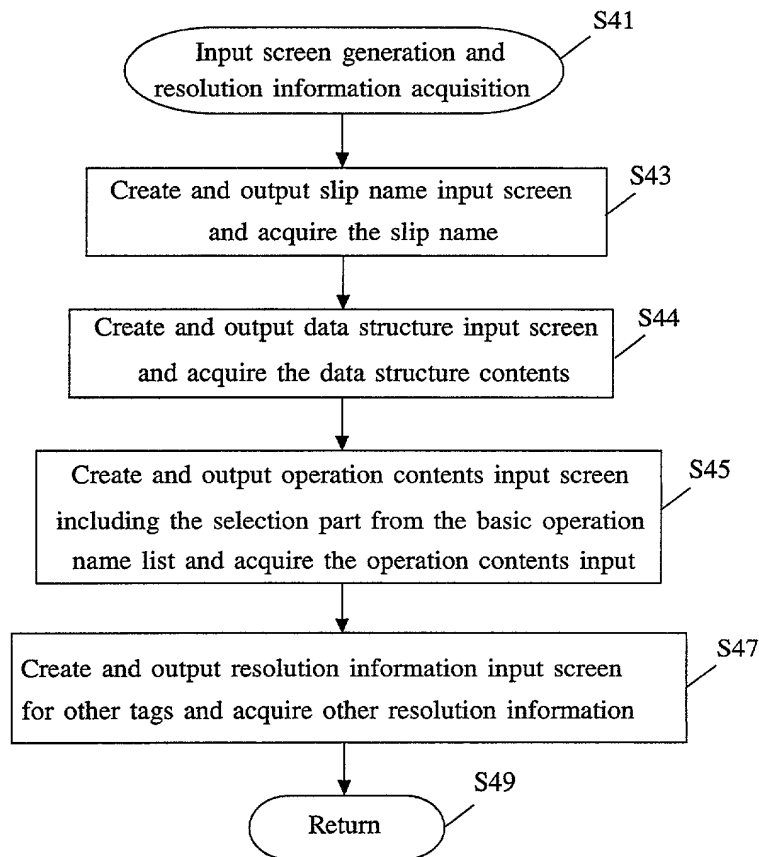 S41
Input screen generation and
resolution information acquisition
S43
Create and output slip name input screen
and acquire the slip name
S44
Create and output data structure input screen
and acquire the data structure contents
S45
Create and output operation contents input screen
including the selection part from the basic operation
name list and acquire the operation contents input
S47
Create and output resolution information input screen
for other tags and acquire other resolution information
S49
Return